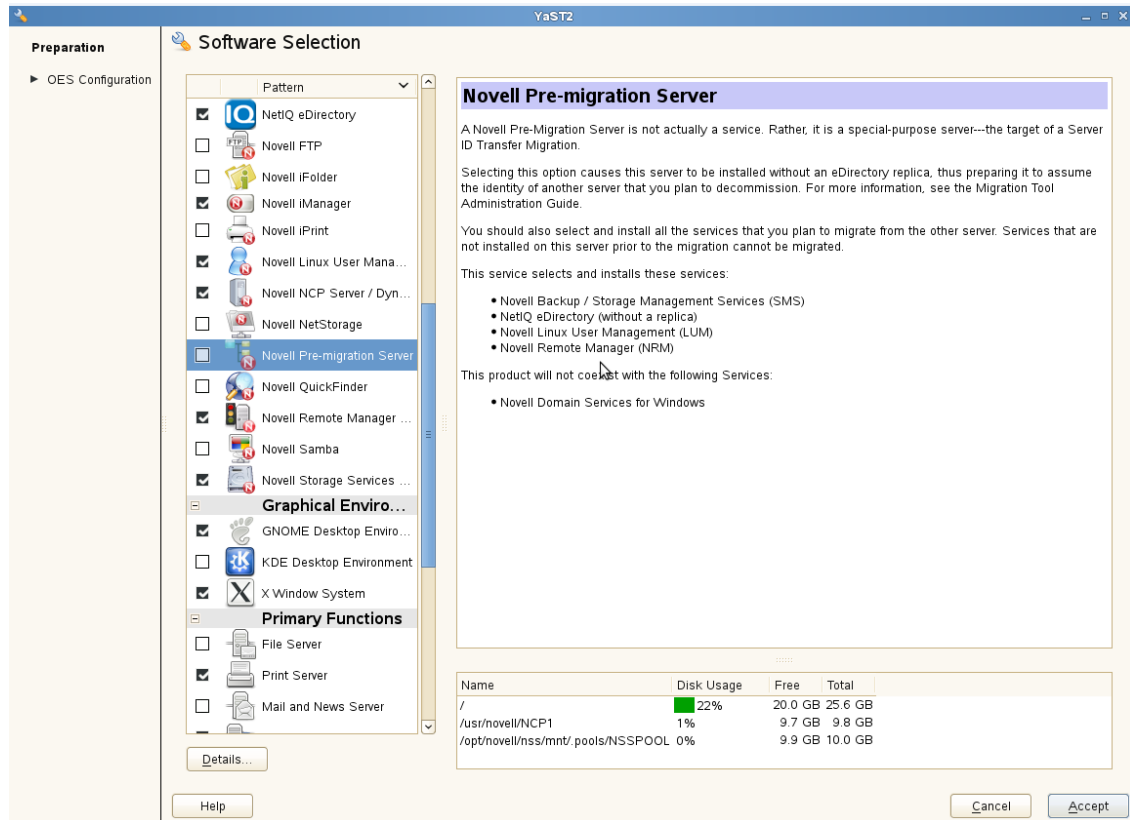 YaST2
Preparation
OES Configuration
Software Selection
Pattern
NetIQ eDirectory
Novell FTP
Novell iFolder
Novell iManager
Novell iPrint
Novell Linux User Mana...
Novell NCP Server / Dyn...
Novell NetStorage
Novell Pre-migration Server
Novell QuickFinder
Novell Remote Manager ...
Novell Samba
Novell Storage Services ...
Graphical Enviro...
GNOME Desktop Enviro...
KDE Desktop Environment
X Window System
Primary Functions
File Server
Print Server
Mail and News Server
Details...
Novell Pre-migration Server
A Novell Pre-Migration Server is not actually a service. Rather, it is a special-purpose server---the target of a Server
ID Transfer Migration.
Selecting this option causes this server to be installed without an eDirectory replica, thus preparing it to assume
the identity of another server that you plan to decommission. For more information, see the Migration Tool
Administration Guide.
You should also select and install all the services that you plan to migrate from the other server. Services that are
not installed on this server prior to the migration cannot be migrated.
This service selects and installs these services:
• Novell Backup / Storage Management Services (SMS)
• NetIQ eDirectory (without a replica)
• Novell Linux User Management (LUM)
• Novell Remote Manager (NRM)
This product will not coexist with the following Services:
• Novell Domain Services for Windows
Name Disk Usage Free Total
/ 22% 20.0 GB 25.6 GB
/usr/novell/NCP1 1% 9.7 GB 9.8 GB
/opt/novell/nss/mnt/.pools/NSSPOOL 0% 9.9 GB 10.0 GB
Help
Cancel
Accept